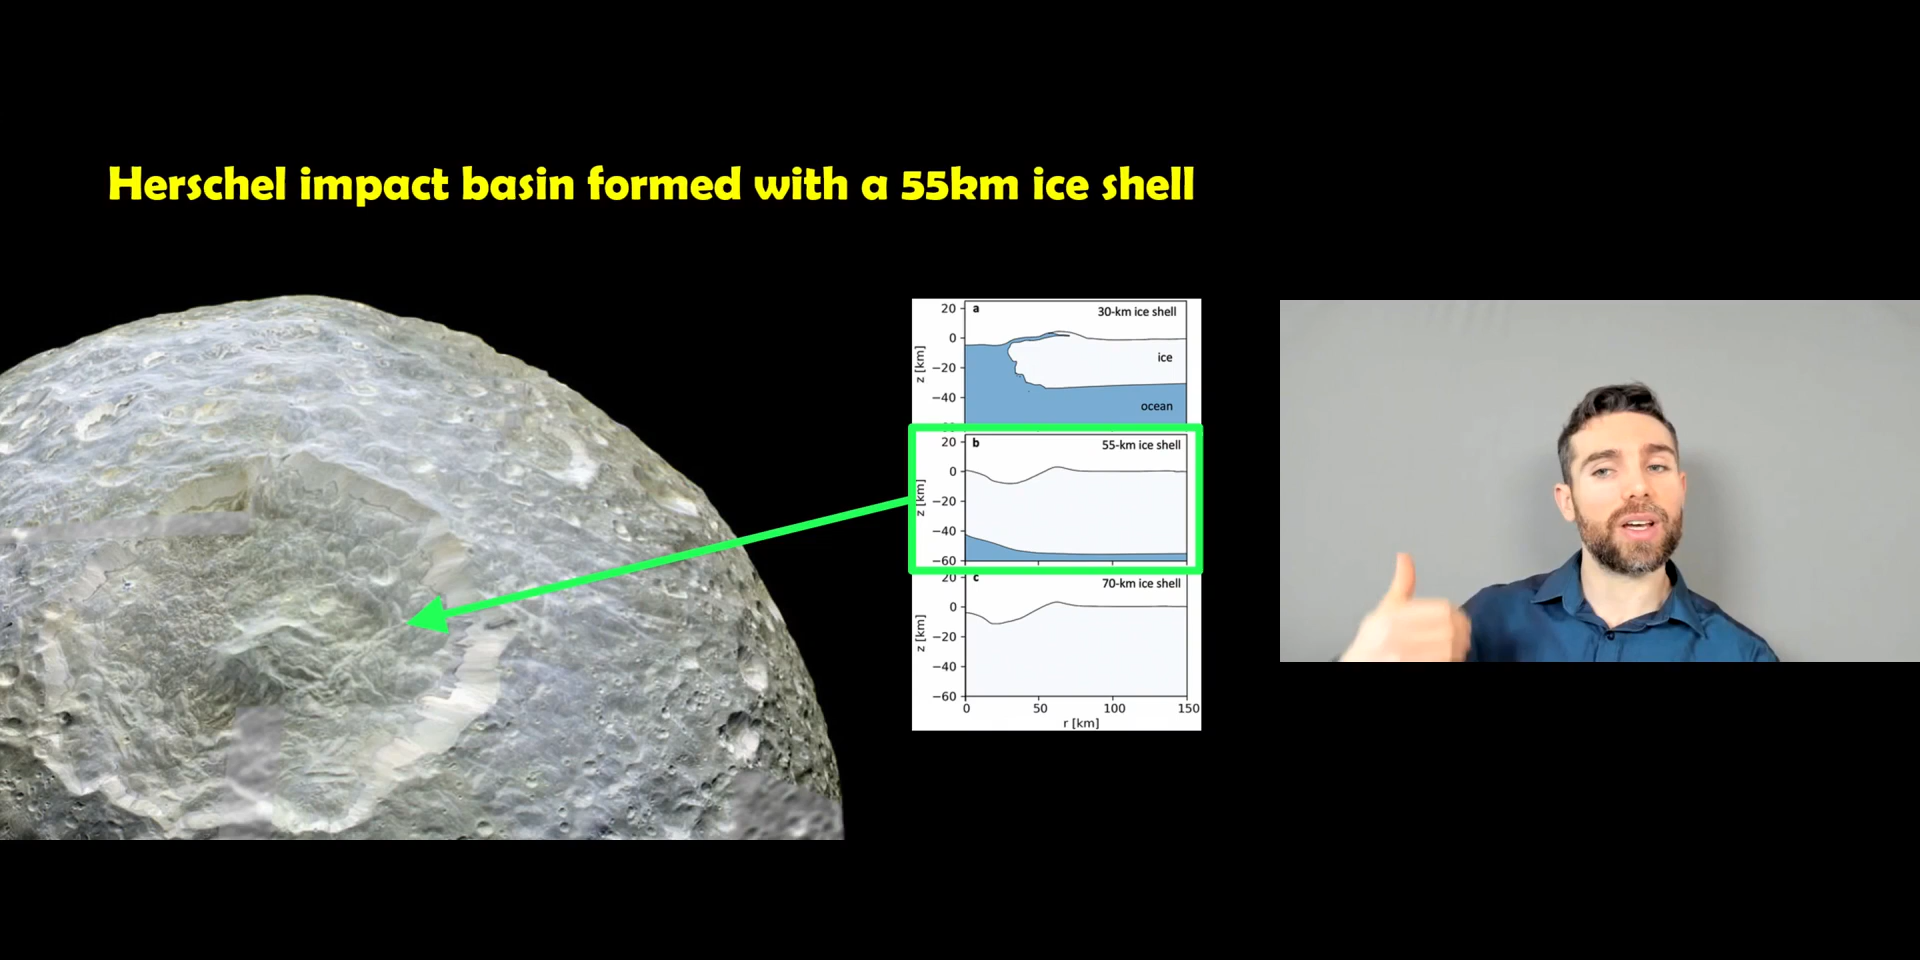 Herschel impact basin formed with a 55km ice shell
20
a
30-km ice shell
0
z [km]
−20
ice
−40
ocean
20
b
55-km ice shell
0
z [km]
−20
−40
−60
20
c
70-km ice shell
0
z [km]
−20
−40
−60
0 50 100 150
r [km]